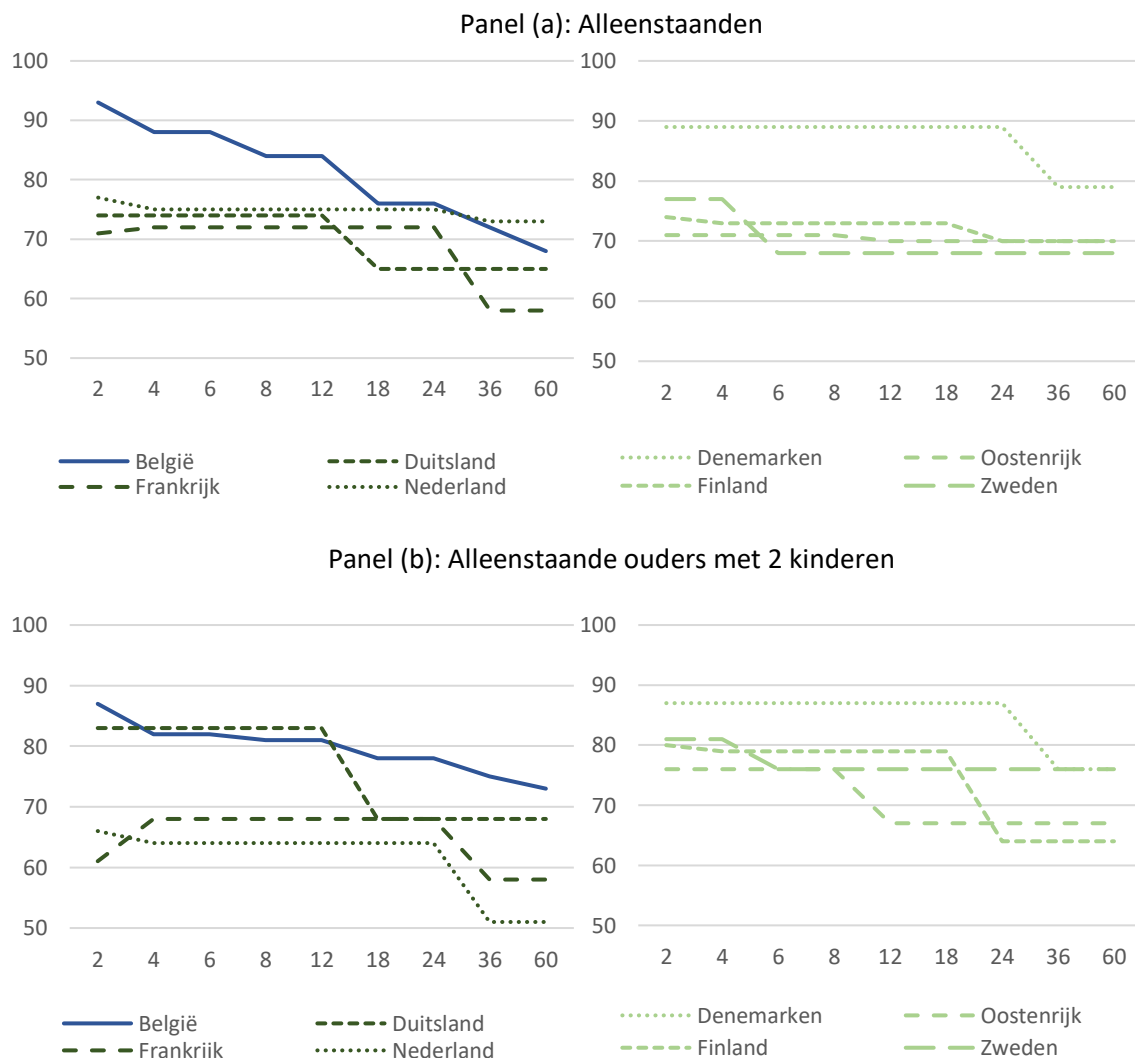 Panel (a): Alleenstaanden
100
90
80
70
60
50
2 4 6 8 12 18 24 36 60
België Duitsland
Frankrijk Nederland
100
90
80
70
60
50
2 4 6 8 12 18 24 36 60
Denemarken Oostenrijk
Finland Zweden
Panel (b): Alleenstaande ouders met 2 kinderen
100
90
80
70
60
50
2 4 6 8 12 18 24 36 60
België Duitsland
Frankrijk Nederland
100
90
80
70
60
50
2 4 6 8 12 18 24 36 60
Denemarken Oostenrijk
Finland Zweden